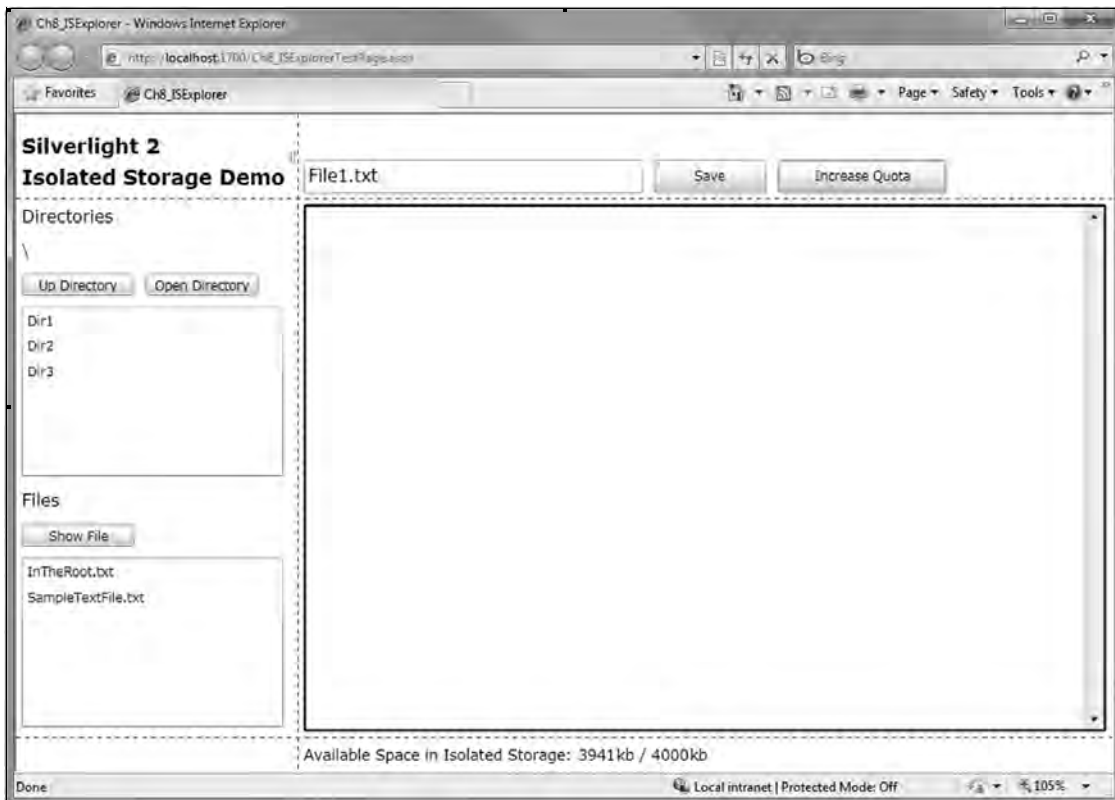 Ch8_ISExplorer - Windows Internet Explorer
http://localhost:1700/Ch8_ISExplorerTestPage.aspx
Bing
Favorites
Ch8_ISExplorer
Page
Safety
Tools
Silverlight 2
Isolated Storage Demo
File1.txt
Save
Increase Quota
Directories
\
Up Directory
Open Directory
Dir1
Dir2
Dir3
Files
Show File
InTheRoot.txt
SampleTextFile.txt
Available Space in Isolated Storage: 3941kb / 4000kb
Done
Local intranet | Protected Mode: Off
105%